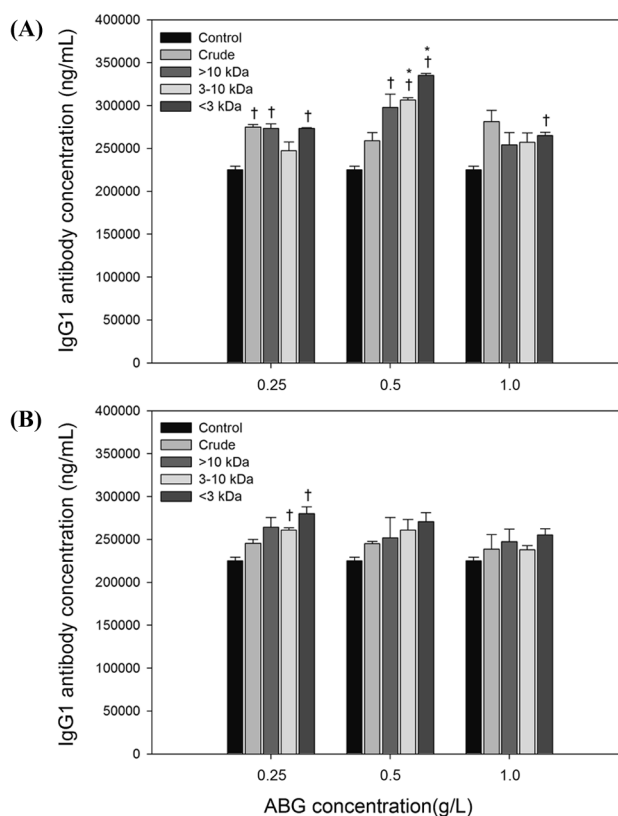 (A)
400000
350000
300000
250000
200000
150000
100000
50000
0
IgG1 antibody concentration (ng/mL)
Control
Crude
>10 kDa
3-10 kDa
<3 kDa
† † †
† * † * †
†
0.25 0.5 1.0
(B)
400000
350000
300000
250000
200000
150000
100000
50000
0
IgG1 antibody concentration (ng/mL)
Control
Crude
>10 kDa
3-10 kDa
<3 kDa
† †
0.25 0.5 1.0
ABG concentration(g/L)